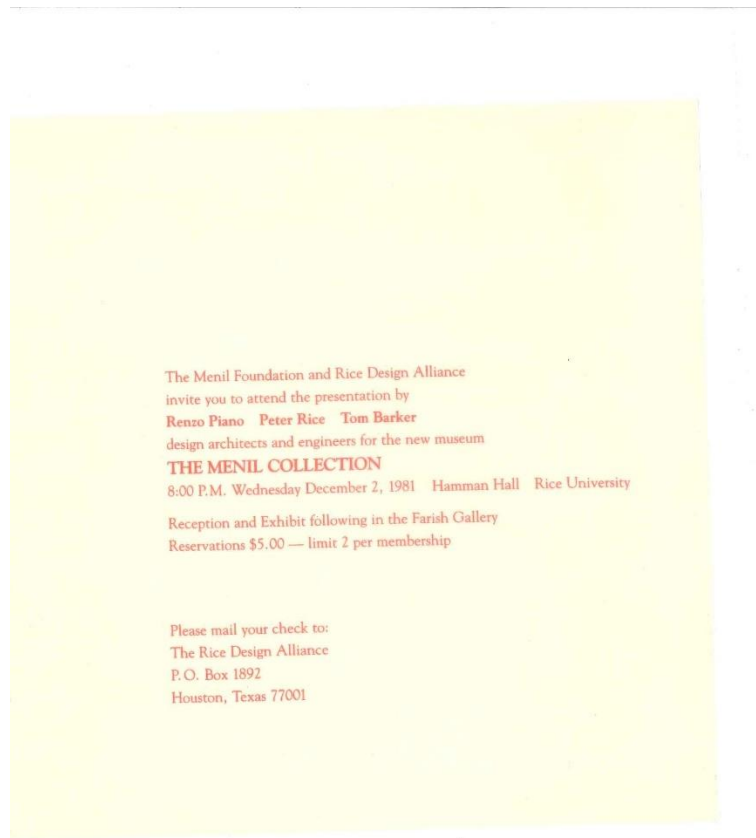 The Menil Foundation and Rice Design Alliance
invite you to attend the presentation by
Renzo Piano Peter Rice Tom Barker
design architects and engineers for the new museum
THE MENIL COLLECTION
8:00 P.M. Wednesday December 2, 1981 Hamman Hall Rice University
Reception and Exhibit following in the Farish Gallery
Reservations $5.00 — limit 2 per membership
Please mail your check to:
The Rice Design Alliance
P.O. Box 1892
Houston, Texas 77001